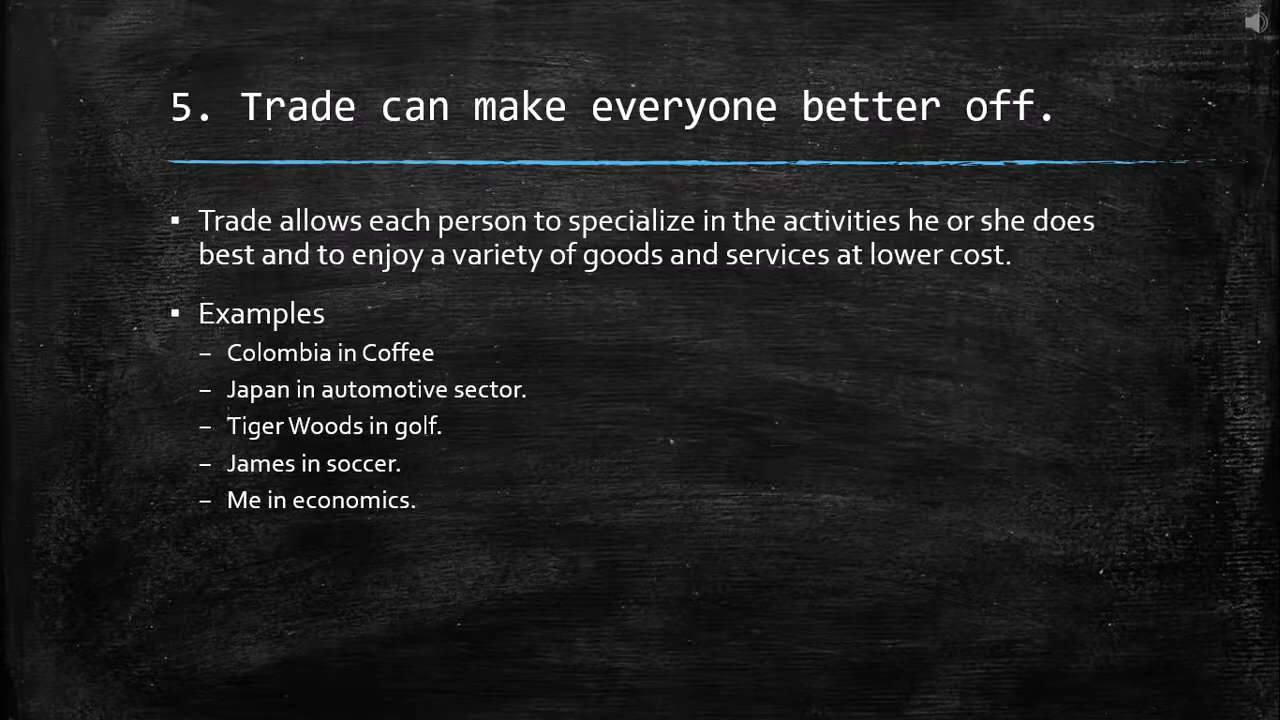 5. Trade can make everyone better off.
▪ Trade allows each person to specialize in the activities he or she does
best and to enjoy a variety of goods and services at lower cost.
▪ Examples
– Colombia in Coffee
– Japan in automotive sector.
– Tiger Woods in golf.
– James in soccer.
– Me in economics.